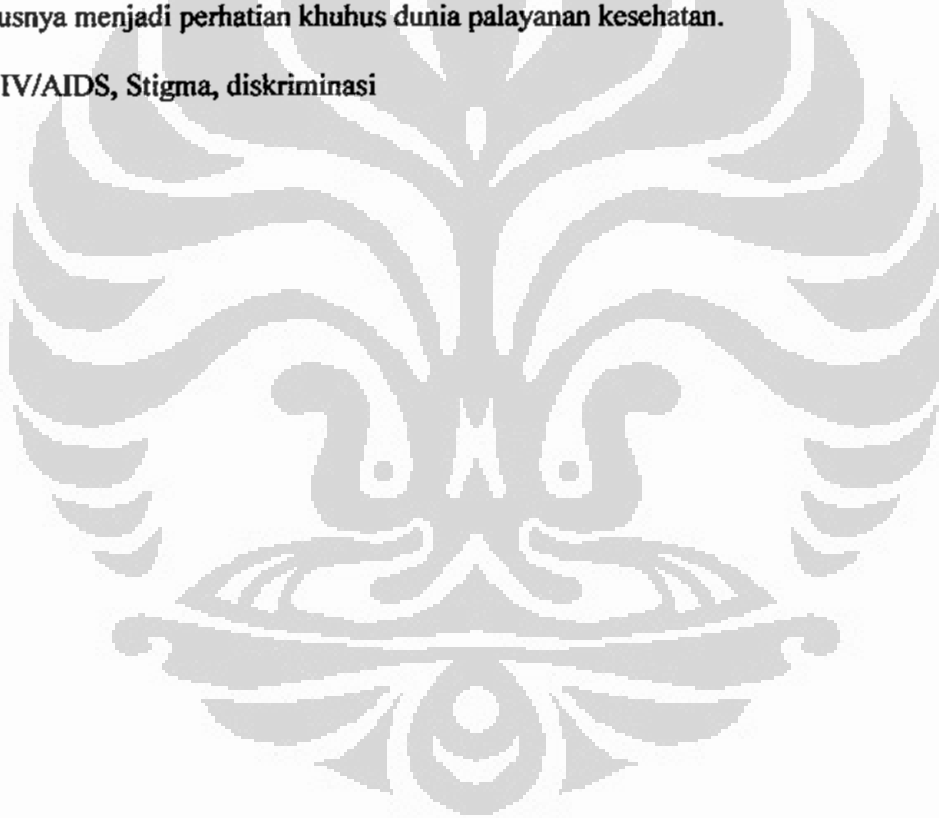 usnya menjadi perhatian khuhus dunia palayanan kesehatan.
IV/AIDS, Stigma, diskriminasi